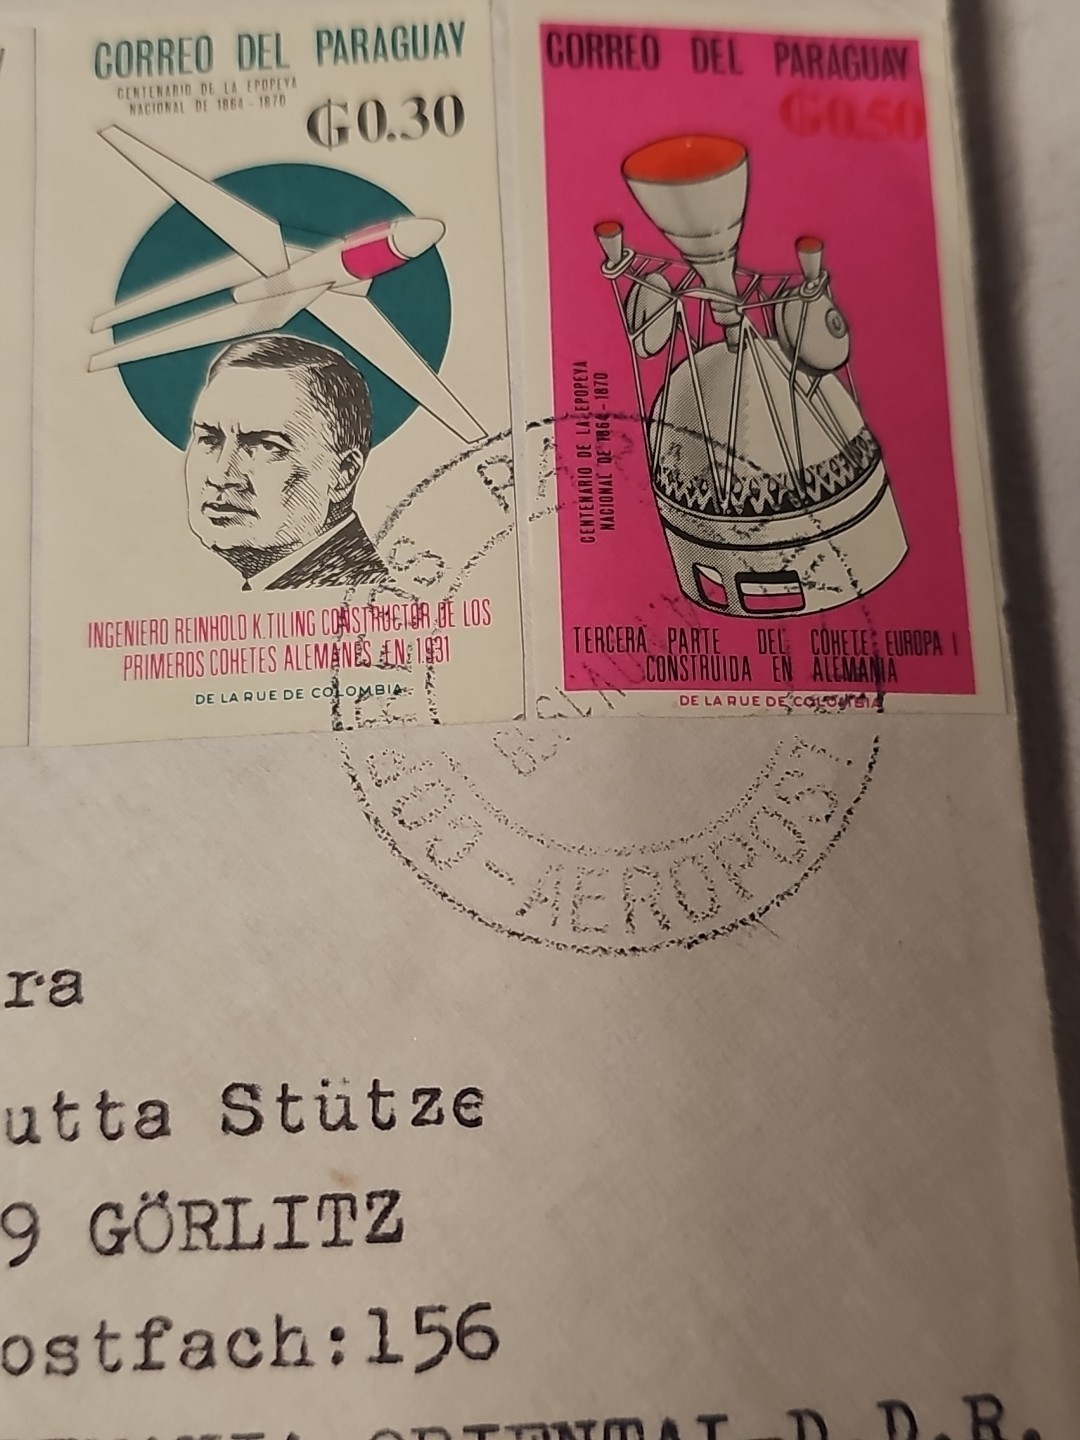 CORREO DEL PARAGUAY
CENTENARIO DE LA EPOPEYA
NACIONAL DE 1864-1870
₲0.30
INGENIERO REINHOLD K.TILING CONSTRUCTOR DE LOS
PRIMEROS COHETES ALEMANES EN 1931
DE LA RUE DE COLOMBIA
CORREO DEL PARAGUAY
₲0.50
CENTENARIO DE LA EPOPEYA
NACIONAL DE 1864-1870
TERCERA PARTE DEL COHETE EUROPA I
CONSTRUIDA EN ALEMANIA
DE LA RUE DE COLOMBIA
AEROPOST
ra
utta Stütze
9 GÖRLITZ
ostfach:156
ORIENTAL-D.D.R.